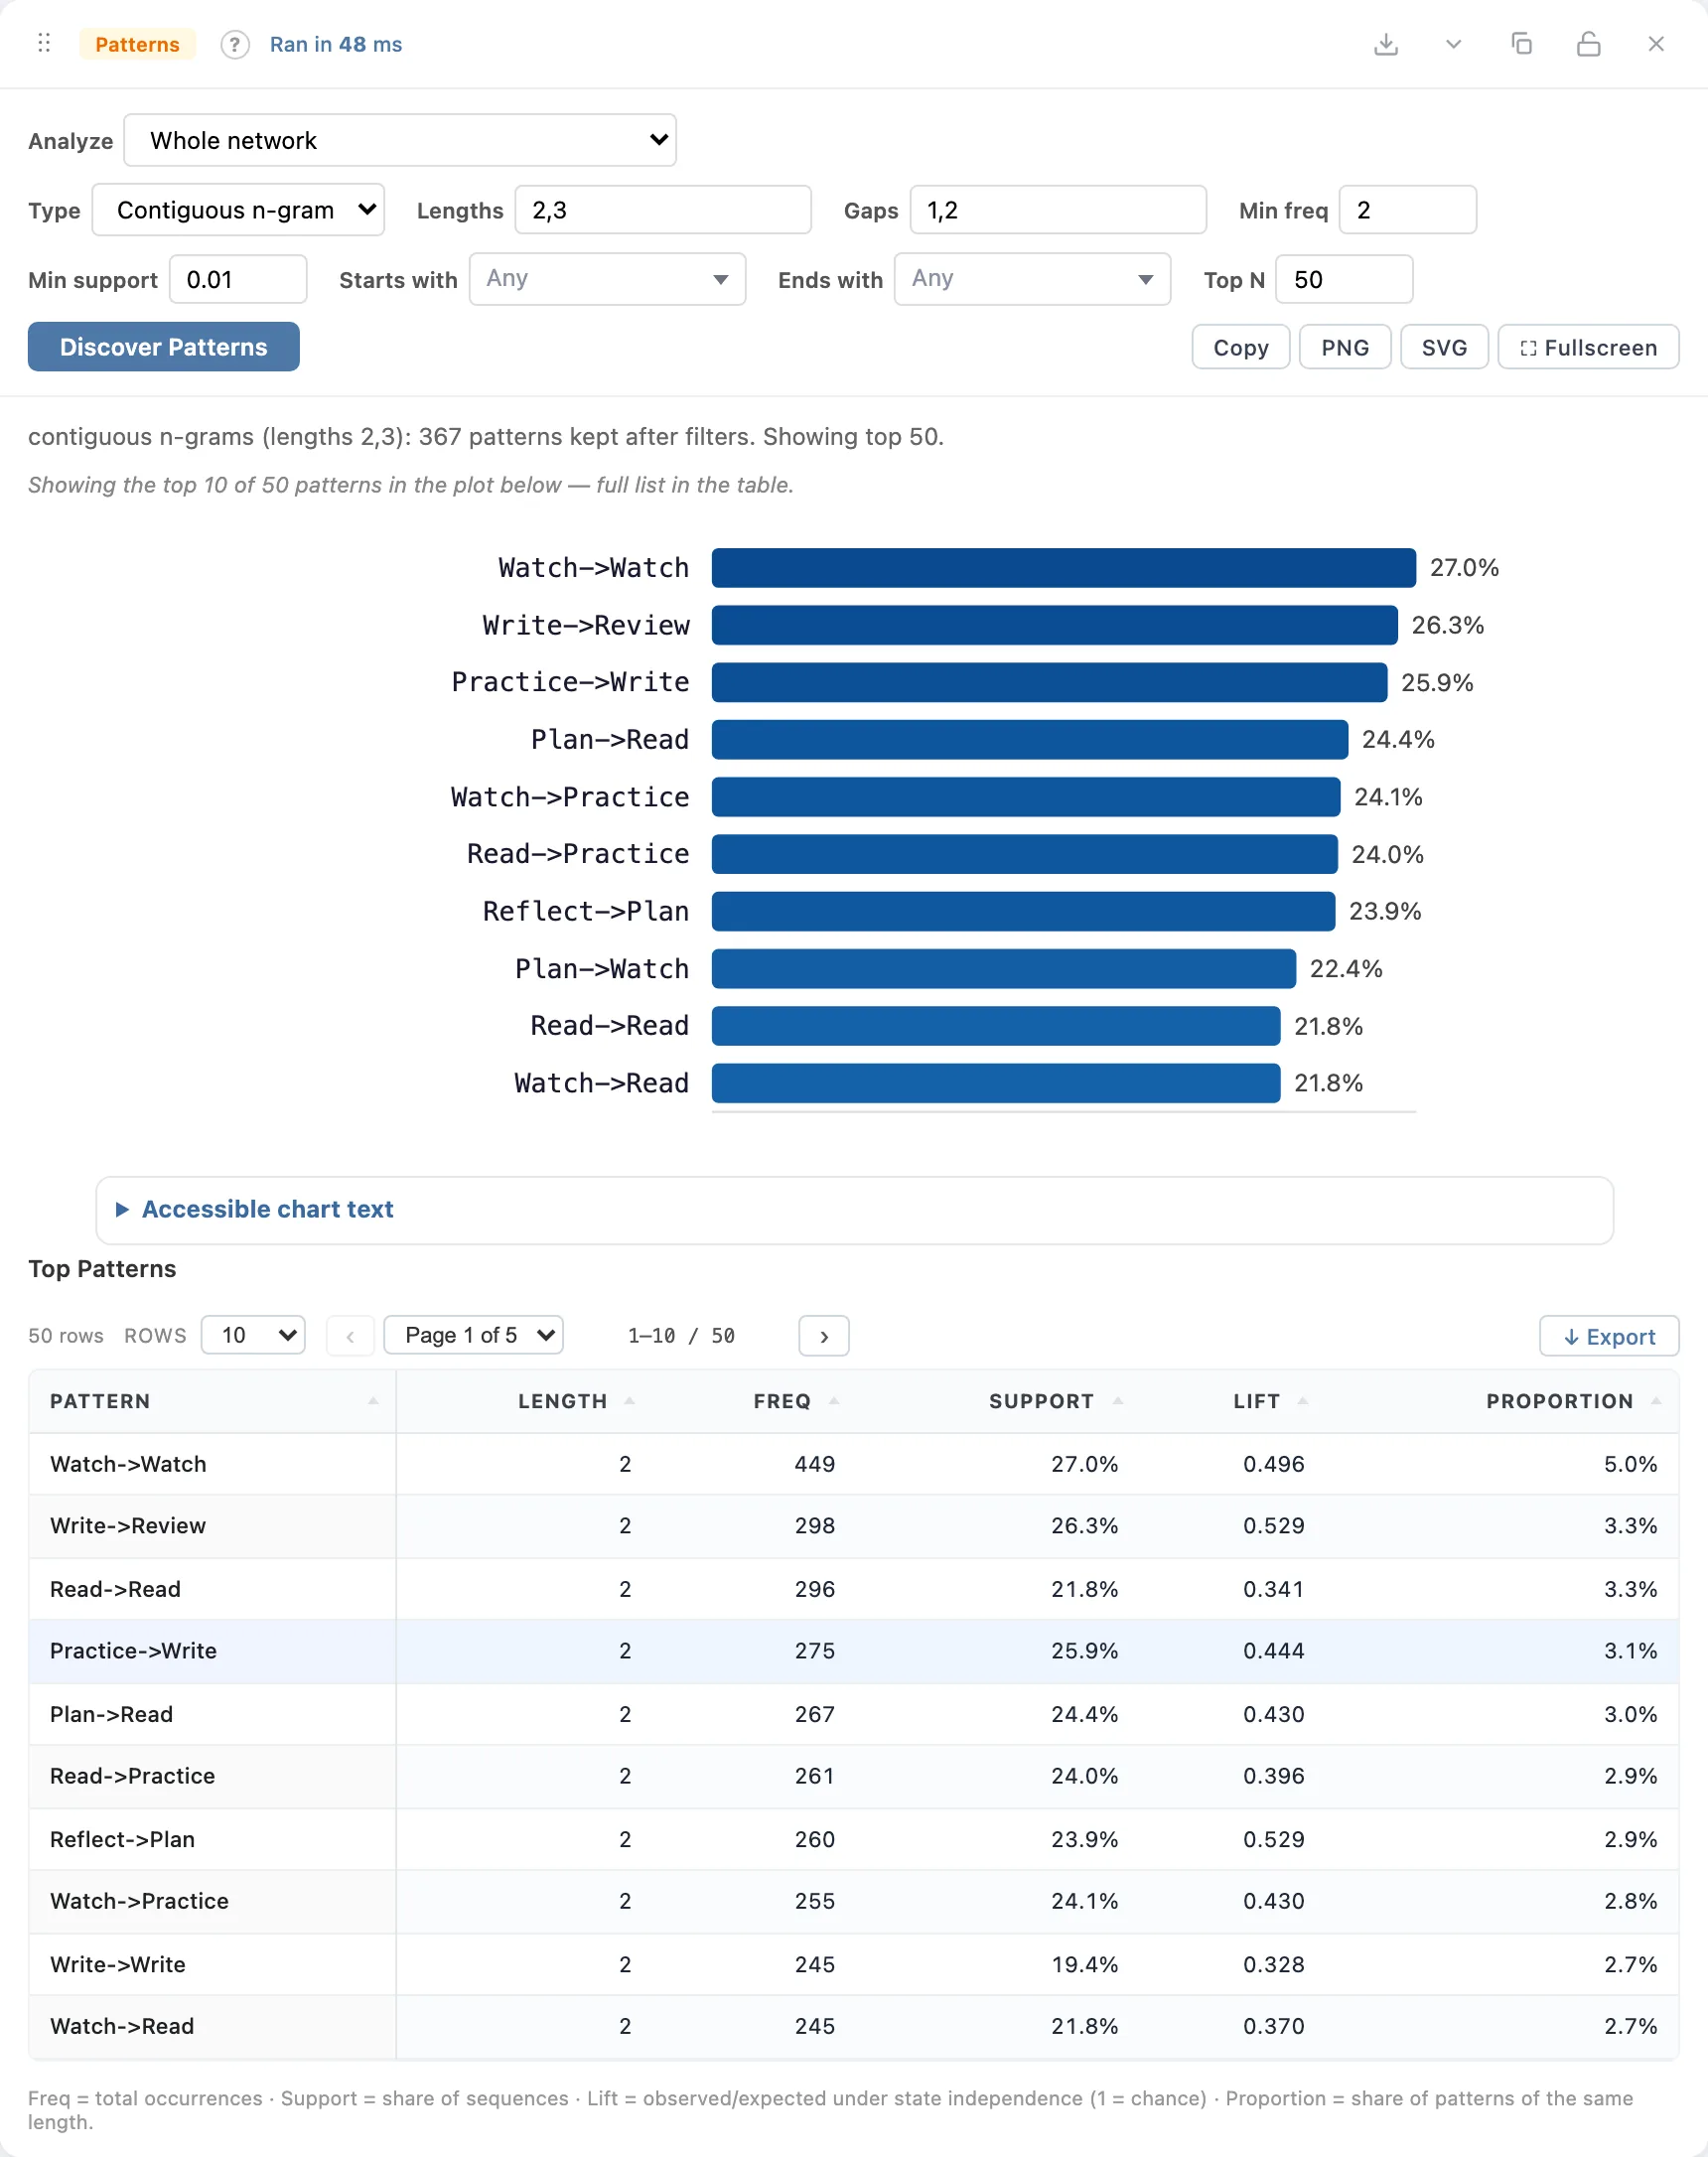 Patterns ? Ran in 48 ms
Analyze Whole network
Type Contiguous n-gram Lengths 2,3 Gaps 1,2 Min freq 2
Min support 0.01 Starts with Any Ends with Any Top N 50
Discover Patterns Copy PNG SVG Fullscreen
contiguous n-grams (lengths 2,3): 367 patterns kept after filters. Showing top 50.
Showing the top 10 of 50 patterns in the plot below — full list in the table.
Watch->Watch 27.0%
Write->Review 26.3%
Practice->Write 25.9%
Plan->Read 24.4%
Watch->Practice 24.1%
Read->Practice 24.0%
Reflect->Plan 23.9%
Plan->Watch 22.4%
Read->Read 21.8%
Watch->Read 21.8%
Accessible chart text
Top Patterns
50 rows ROWS 10 ‹ Page 1 of 5 1–10 / 50 › ↓ Export
PATTERN LENGTH FREQ SUPPORT LIFT PROPORTION
Watch->Watch 2 449 27.0% 0.496 5.0%
Write->Review 2 298 26.3% 0.529 3.3%
Read->Read 2 296 21.8% 0.341 3.3%
Practice->Write 2 275 25.9% 0.444 3.1%
Plan->Read 2 267 24.4% 0.430 3.0%
Read->Practice 2 261 24.0% 0.396 2.9%
Reflect->Plan 2 260 23.9% 0.529 2.9%
Watch->Practice 2 255 24.1% 0.430 2.8%
Write->Write 2 245 19.4% 0.328 2.7%
Watch->Read 2 245 21.8% 0.370 2.7%
Freq = total occurrences · Support = share of sequences · Lift = observed/expected under state independence (1 = chance) · Proportion = share of patterns of the same
length.